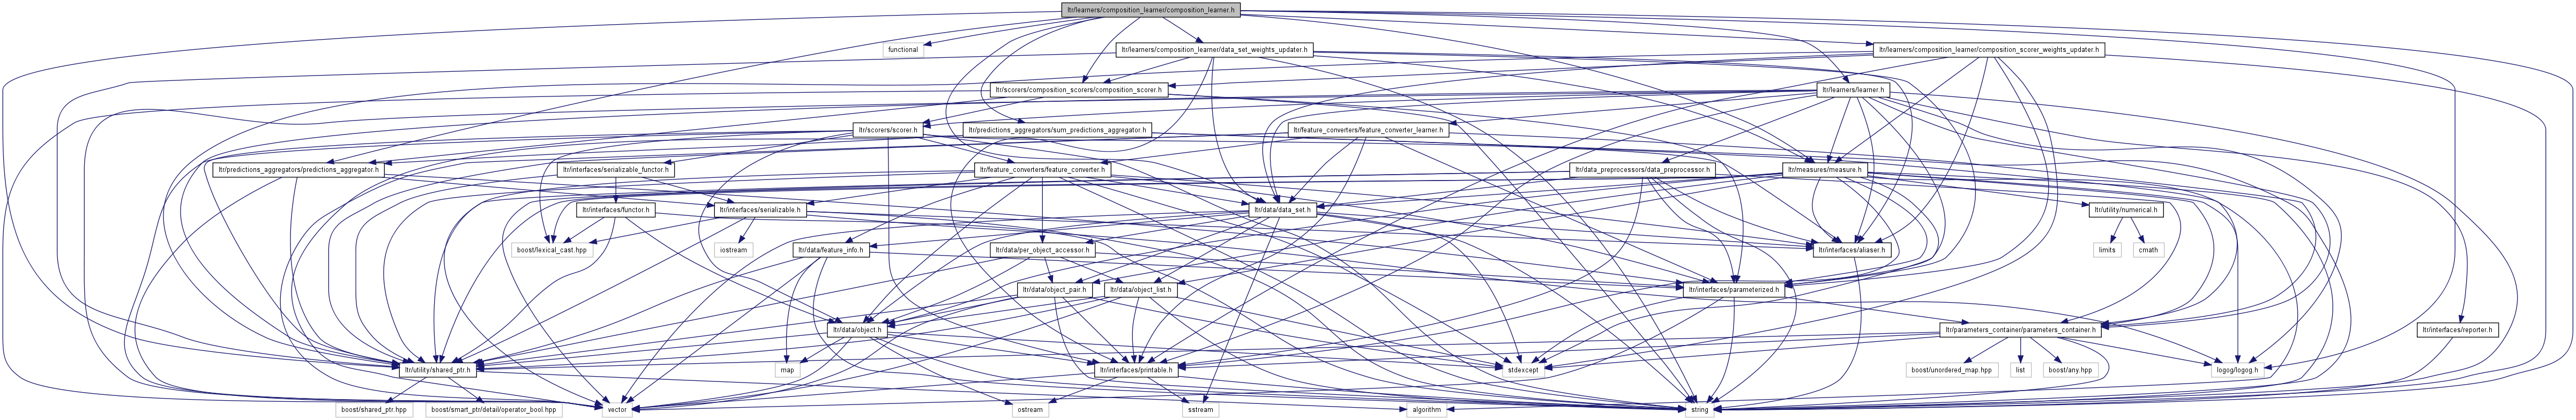 ltr/learners/composition_learner/composition_learner.h
functional
ltr/learners/composition_learner/data_set_weights_updater.h
ltr/learners/composition_learner/composition_scorer_weights_updater.h
ltr/scorers/composition_scorers/composition_scorer.h
ltr/learners/learner.h
ltr/scorers/scorer.h
ltr/predictions_aggregators/sum_predictions_aggregator.h
ltr/feature_converters/feature_converter_learner.h
ltr/predictions_aggregators/predictions_aggregator.h
ltr/interfaces/serializable_functor.h
ltr/feature_converters/feature_converter.h
ltr/data_preprocessors/data_preprocessor.h
ltr/measures/measure.h
ltr/interfaces/functor.h
ltr/interfaces/serializable.h
ltr/data/data_set.h
ltr/utility/numerical.h
boost/lexical_cast.hpp
iostream
ltr/data/feature_info.h
ltr/data/per_object_accessor.h
ltr/interfaces/aliaser.h
limits
cmath
ltr/data/object_pair.h
ltr/data/object_list.h
ltr/interfaces/parameterized.h
ltr/data/object.h
ltr/parameters_container/parameters_container.h
ltr/interfaces/reporter.h
ltr/utility/shared_ptr.h
map
ltr/interfaces/printable.h
stdexcept
boost/unordered_map.hpp
list
boost/any.hpp
logog/logog.h
boost/shared_ptr.hpp
boost/smart_ptr/detail/operator_bool.hpp
vector
algorithm
ostream
sstream
string